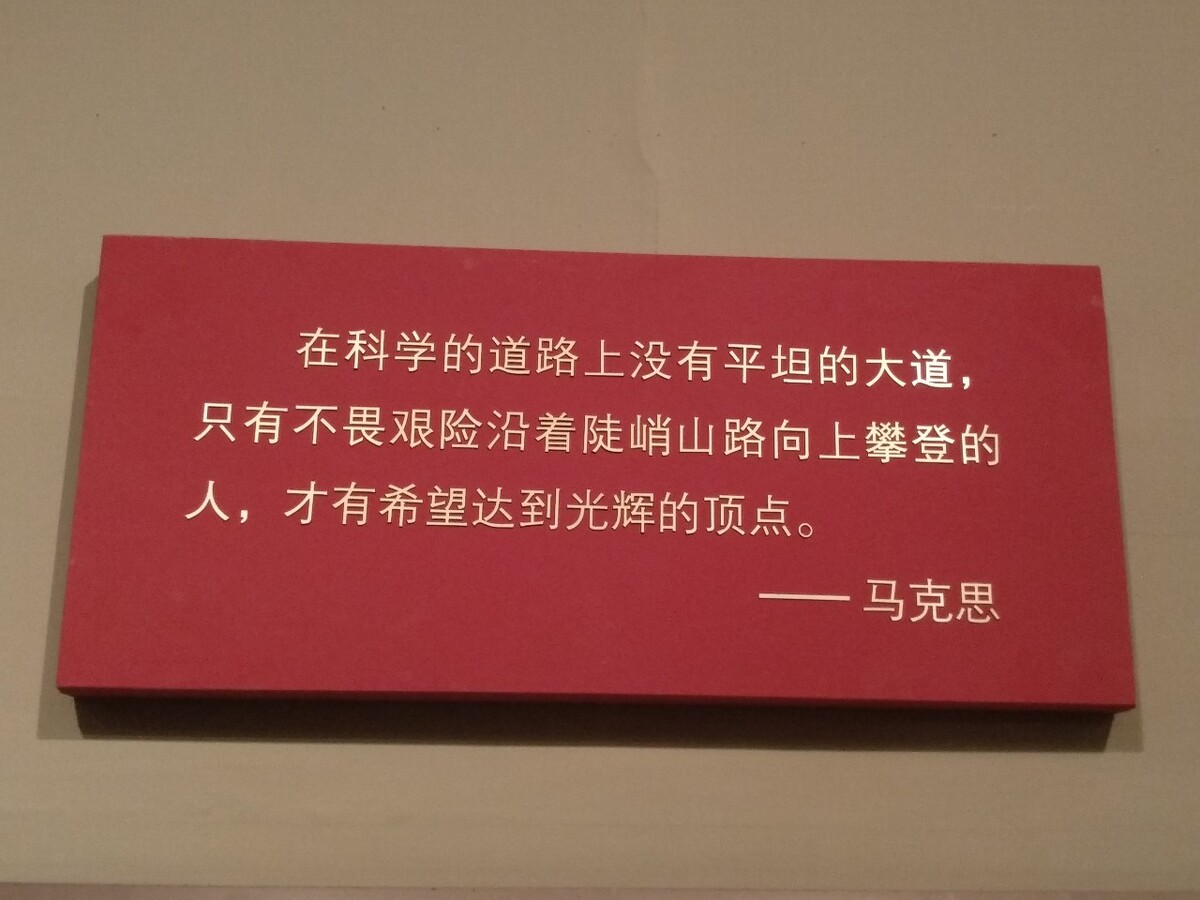 在科学的道路上没有平坦的大道，
只有不畏艰险沿着陡峭山路向上攀登的
人，才有希望达到光辉的顶点。
——马克思